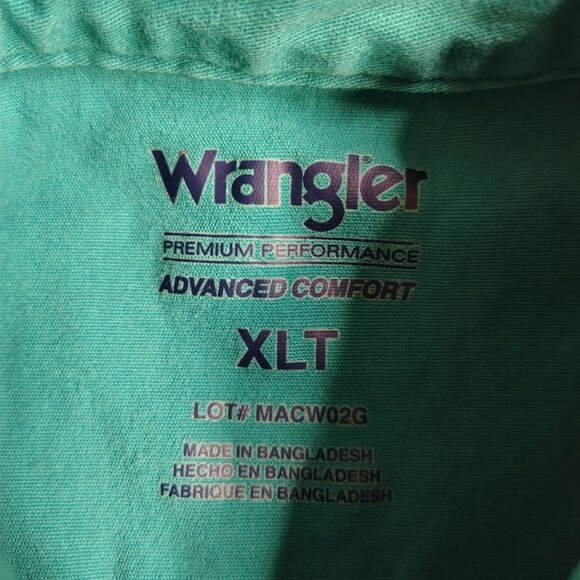 Wrangler®
PREMIUM PERFORMANCE
ADVANCED COMFORT
XLT
LOT# MACW02G
MADE IN BANGLADESH
HECHO EN BANGLADESH
FABRIQUE EN BANGLADESH